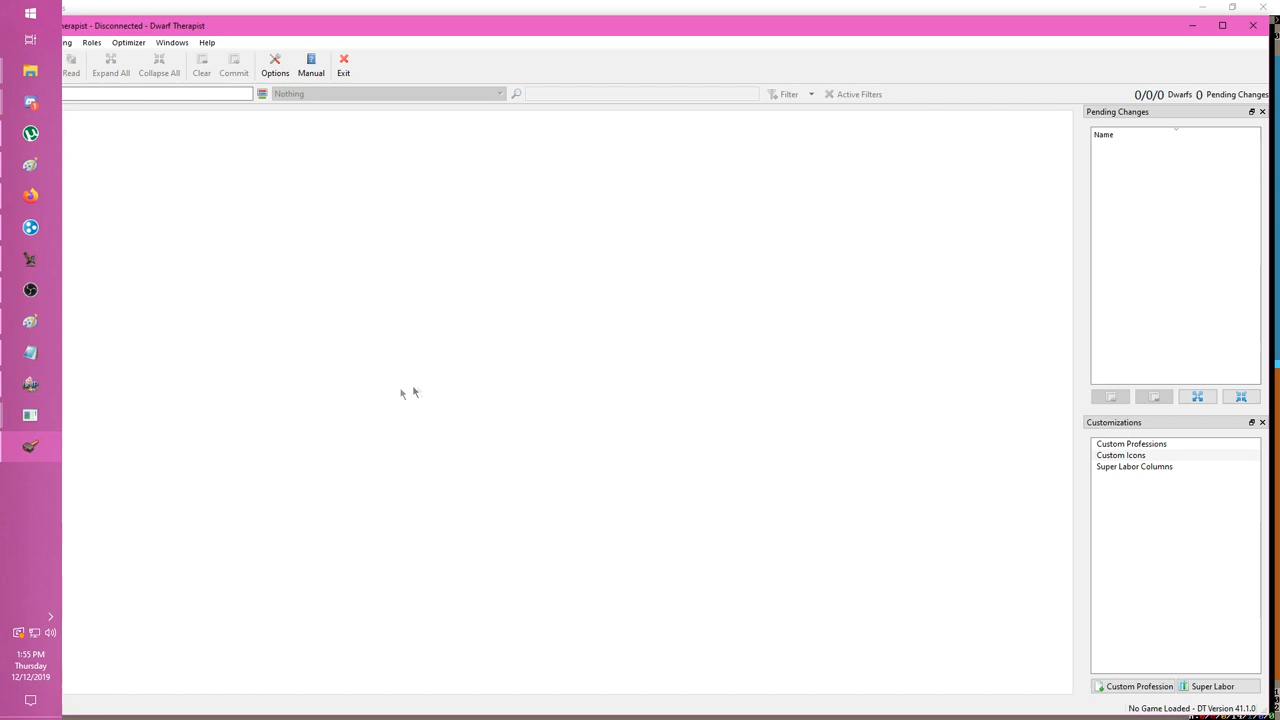 s
herapist - Disconnected - Dwarf Therapist
ng Roles Optimizer Windows Help
Read Expand All Collapse All Clear Commit Options Manual Exit
Nothing Filter Active Filters 0/0/0 Dwarfs 0 Pending Changes
Pending Changes
Name
Customizations
Custom Professions
Custom Icons
Super Labor Columns
Custom Profession Super Labor
No Game Loaded - DT Version 41.1.0
1:55 PM
Thursday
12/12/2019